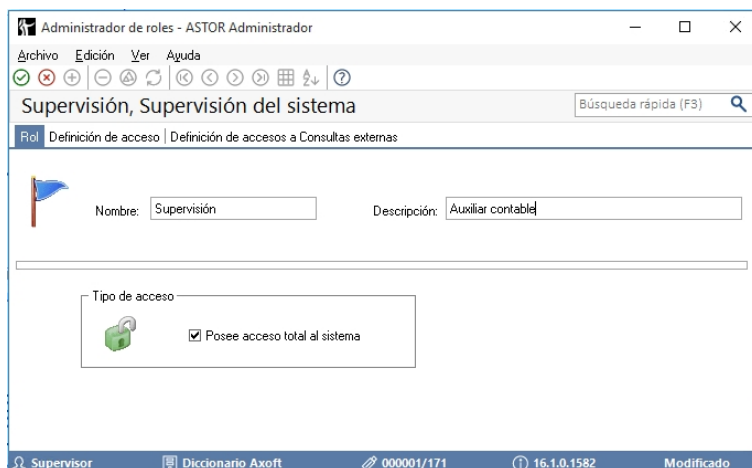 Administrador de roles - ASTOR Administrador
Archivo Edición Ver Ayuda
Supervisión, Supervisión del sistema
Búsqueda rápida (F3)
Rol Definición de acceso Definición de accesos a Consultas externas
Nombre: Supervisión Descripción: Auxiliar contable
Tipo de acceso
Posee acceso total al sistema
Supervisor Diccionario Axoft 000001/171 16.1.0.1582 Modificado